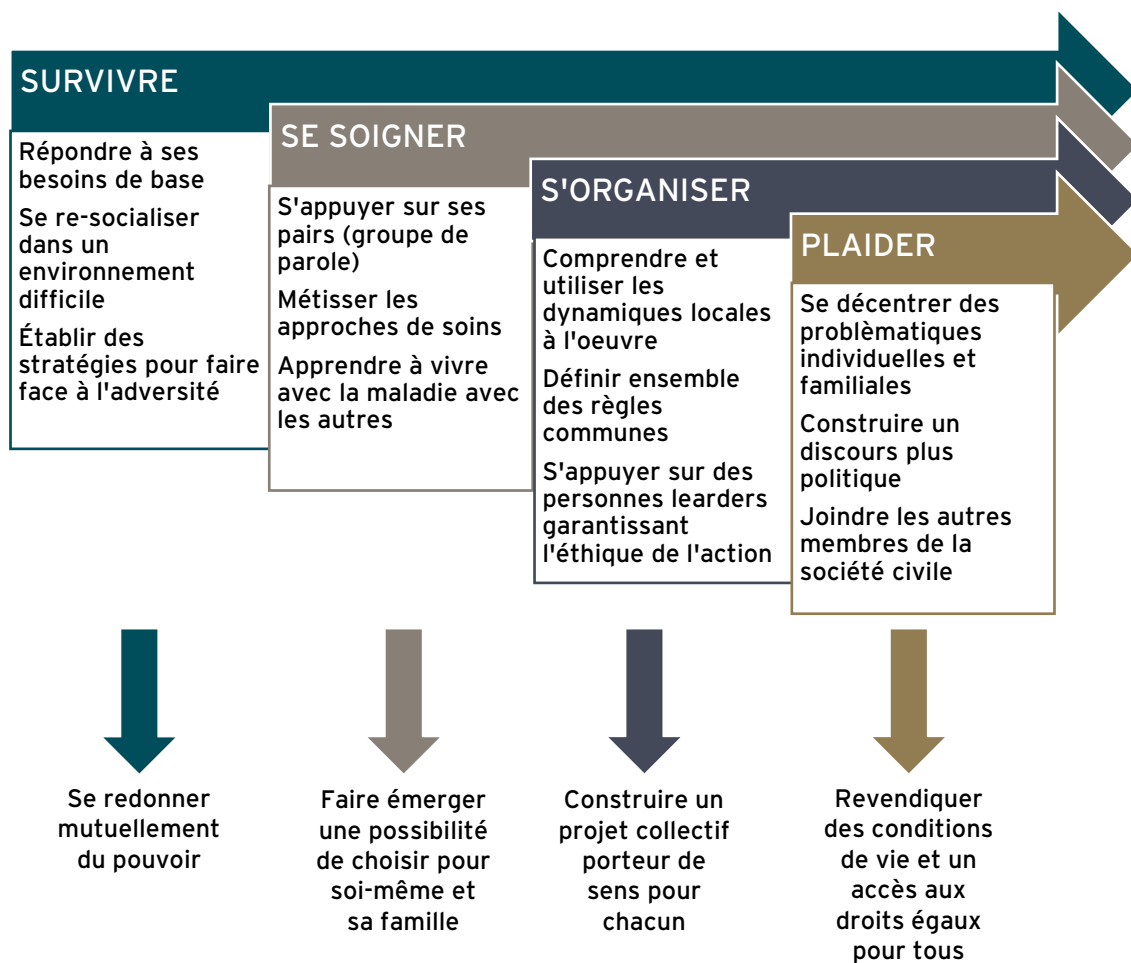 SURVIVRE
Répondre à ses
besoins de base
Se re-socialiser
dans un
environnement
difficile
Établir des
stratégies pour faire
face à l'adversité
SE SOIGNER
S'appuyer sur ses
pairs (groupe de
parole)
Métisser les
approches de soins
Apprendre à vivre
avec la maladie avec
les autres
S'ORGANISER
Comprendre et
utiliser les
dynamiques locales
à l'oeuvre
Définir ensemble
des règles
communes
S'appuyer sur des
personnes learders
garantissant
l'éthique de l'action
PLAIDER
Se décentrer des
problèmatiques
individuelles et
familiales
Construire un
discours plus
politique
Joindre les autres
membres de la
société civile
Se redonner
mutuellement
du pouvoir
Faire émerger
une possibilité
de choisir pour
soi-même et
sa famille
Construire un
projet collectif
porteur de
sens pour
chacun
Revendiquer
des conditions
de vie et un
accès aux
droits égaux
pour tous